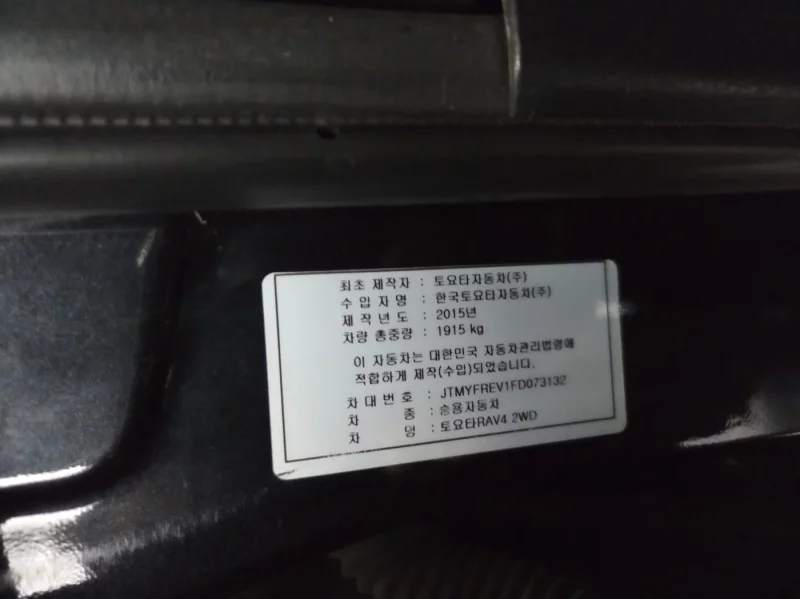 최초 제작자 : 토요타자동차(주)
수입자명 : 한국토요타자동차(주)
제작년도 : 2015년
차량 총중량 : 1915 kg
이 자동차는 대한민국 자동차관리법령에
적합하게 제작(수입)되었습니다.
차대번호 : JTMYFREV1FD073132
차 종 : 승용자동차
차 명 : 토요타RAV4 2WD